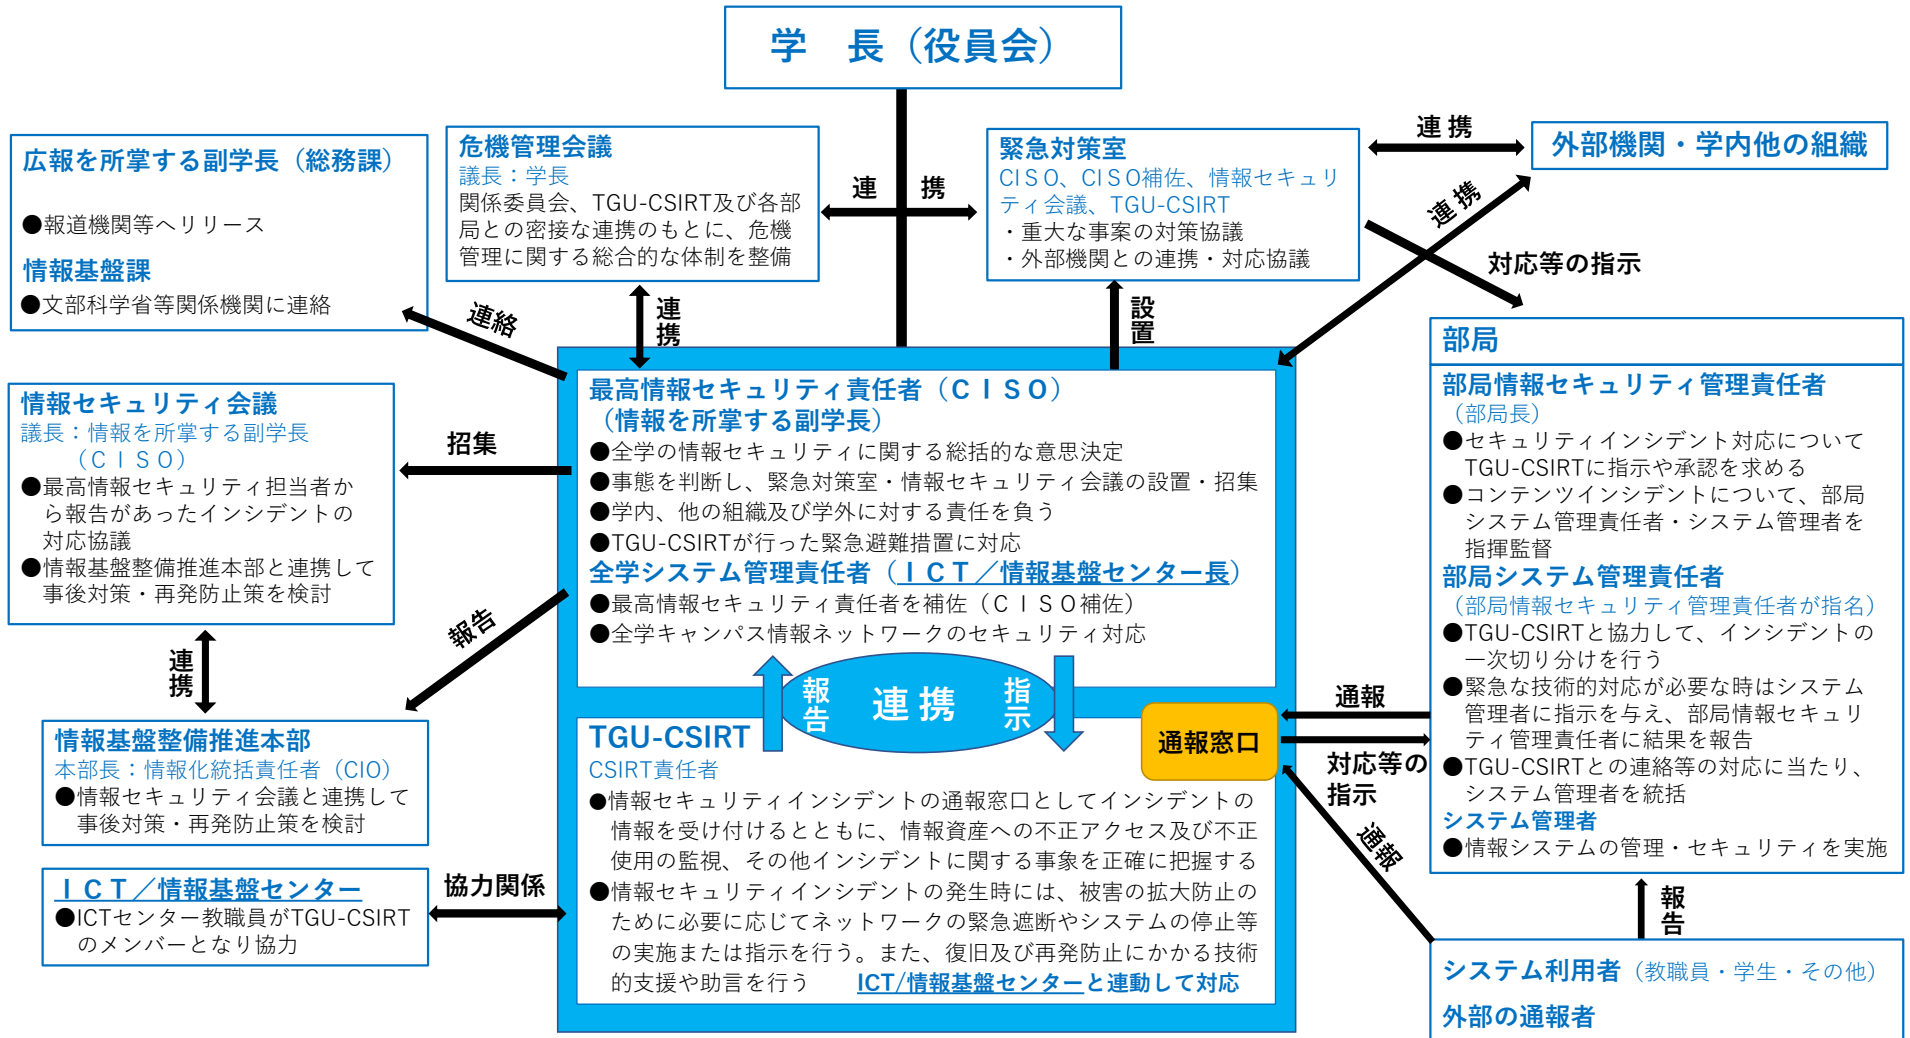 学　長（役員会）
広報を所掌する副学長（総務課）
●報道機関等へリリース
情報基盤課
●文部科学省等関係機関に連絡
危機管理会議
議長：学長
関係委員会、TGU-CSIRT及び各部
局との密接な連携のもとに、危機
管理に関する総合的な体制を整備
連　携
緊急対策室
CISO、CISO補佐、情報セキュリ
ティ会議、TGU-CSIRT
・重大な事案の対策協議
・外部機関との連携・対応協議
連 携
外部機関・学内他の組織
連 携
対応等の指示
連絡
連携
設置
情報セキュリティ会議
議長：情報を所掌する副学長
（ＣＩＳＯ）
●最高情報セキュリティ担当者か
ら報告があったインシデントの
対応協議
●情報基盤整備推進本部と連携して
事後対策・再発防止策を検討
招集
報告
連携
情報基盤整備推進本部
本部長：情報化統括責任者（CIO）
●情報セキュリティ会議と連携して
事後対策・再発防止策を検討
ＩＣＴ／情報基盤センター
●ICTセンター教職員がTGU-CSIRT
のメンバーとなり協力
協力関係
最高情報セキュリティ責任者（ＣＩＳＯ）
（情報を所掌する副学長）
●全学の情報セキュリティに関する総括的な意思決定
●事態を判断し、緊急対策室・情報セキュリティ会議の設置・招集
●学内、他の組織及び学外に対する責任を負う
●TGU-CSIRTが行った緊急避難措置に対応
全学システム管理責任者（ＩＣＴ／情報基盤センター長）
●最高情報セキュリティ責任者を補佐（ＣＩＳＯ補佐）
●全学キャンパス情報ネットワークのセキュリティ対応
報告
連携
指示
TGU-CSIRT
CSIRT責任者
●情報セキュリティインシデントの通報窓口としてインシデントの
情報を受け付けるとともに、情報資産への不正アクセス及び不正
使用の監視、その他インシデントに関する事象を正確に把握する
●情報セキュリティインシデントの発生時には、被害の拡大防止の
ために必要に応じてネットワークの緊急遮断やシステムの停止等
の実施または指示を行う。また、復旧及び再発防止にかかる技術
的支援や助言を行う　ICT/情報基盤センターと連動して対応
通報窓口
通報
対応等の
指示
通報
部局
部局情報セキュリティ管理責任者
（部局長）
●セキュリティインシデント対応について
TGU-CSIRTに指示や承認を求める
●コンテンツインシデントについて、部局
システム管理責任者・システム管理者を
指揮監督
部局システム管理責任者
（部局情報セキュリティ管理責任者が指名）
●TGU-CSIRTと協力して、インシデントの
一次切り分けを行う
●緊急な技術的対応が必要な時はシステム
管理者に指示を与え、部局情報セキュリ
ティ管理責任者に結果を報告
●TGU-CSIRTとの連絡等の対応に当たり、
システム管理者を統括
システム管理者
●情報システムの管理・セキュリティを実施
報告
システム利用者（教職員・学生・その他）
外部の通報者